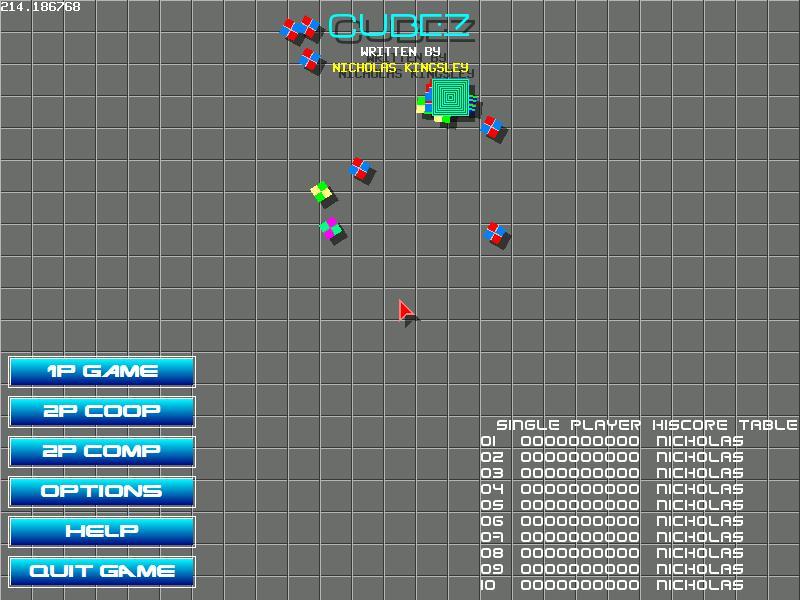 214.186768
CUBEZ
WRITTEN BY
NICHOLAS KINGSLEY
1P GAME
2P COOP
2P COMP
OPTIONS
HELP
QUIT GAME
SINGLE PLAYER HISCORE TABLE
01 0000000000 NICHOLAS
02 0000000000 NICHOLAS
03 0000000000 NICHOLAS
04 0000000000 NICHOLAS
05 0000000000 NICHOLAS
06 0000000000 NICHOLAS
07 0000000000 NICHOLAS
08 0000000000 NICHOLAS
09 0000000000 NICHOLAS
10 0000000000 NICHOLAS